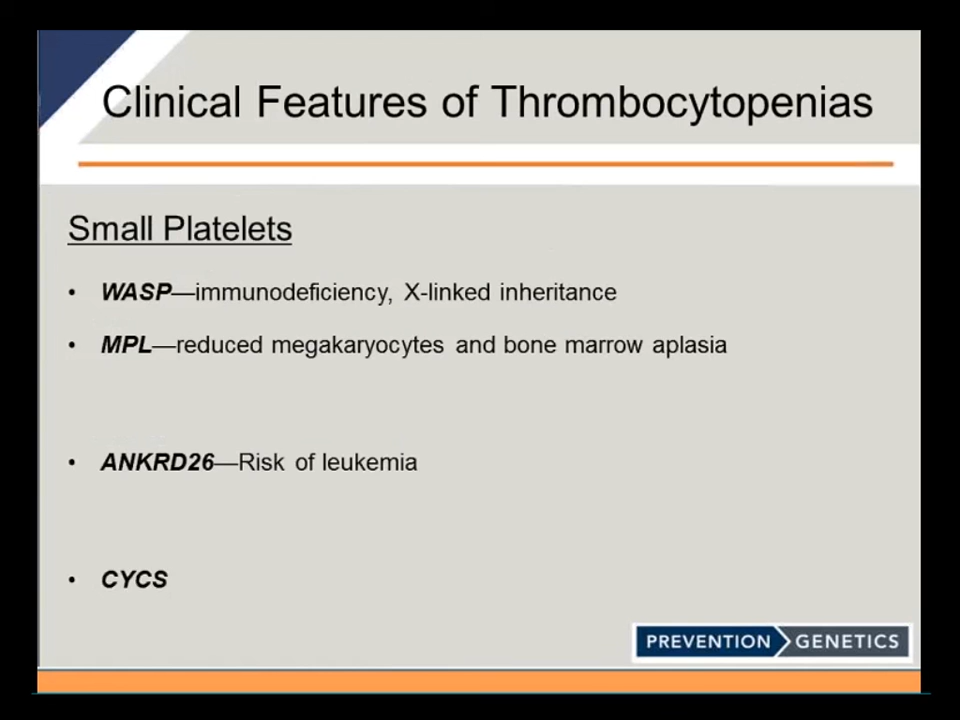 Clinical Features of Thrombocytopenias
Small Platelets
• WASP—immunodeficiency, X-linked inheritance
• MPL—reduced megakaryocytes and bone marrow aplasia
• ANKRD26—Risk of leukemia
• CYCS
PREVENTION GENETICS